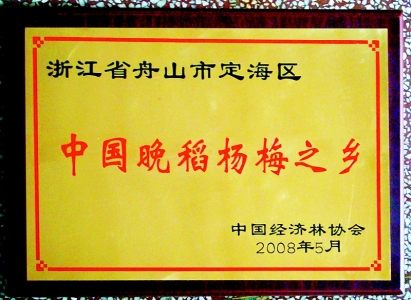 浙江省舟山市定海区
中国晚稻杨梅之乡
中国经济林协会
2008年5月